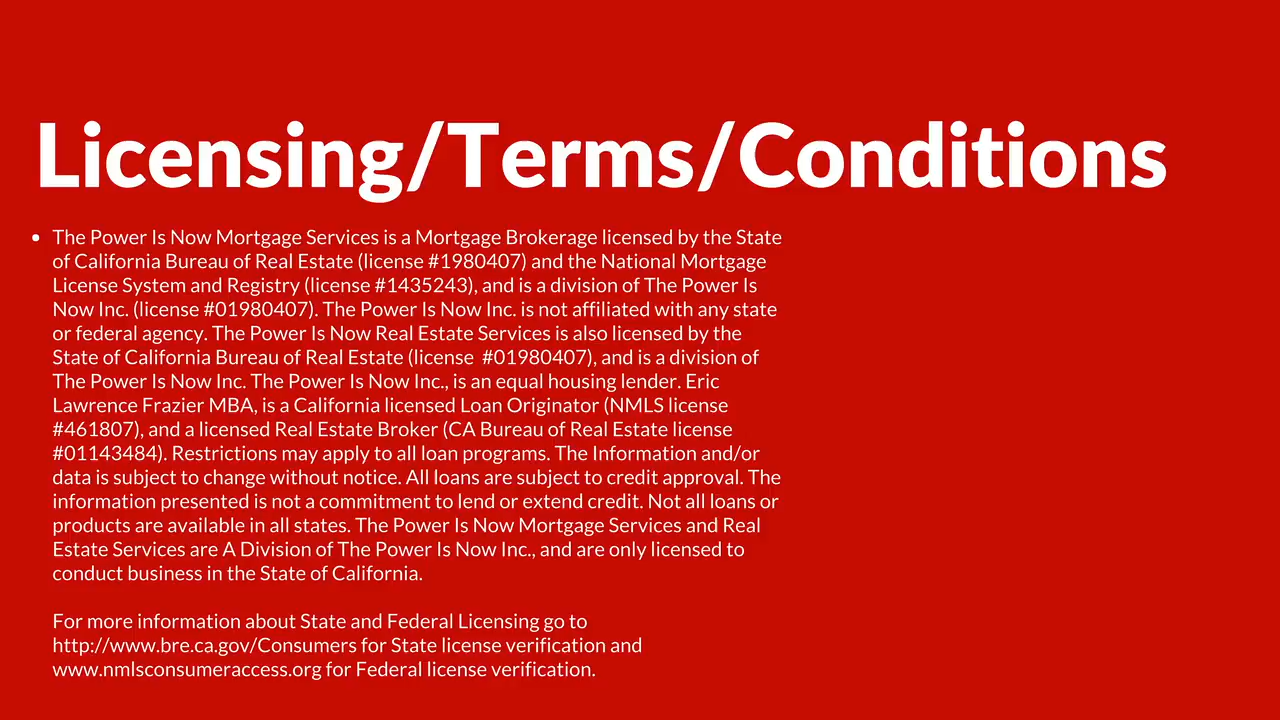 Licensing/Terms/Conditions
• The Power Is Now Mortgage Services is a Mortgage Brokerage licensed by the State
of California Bureau of Real Estate (license #1980407) and the National Mortgage
License System and Registry (license #1435243), and is a division of The Power Is
Now Inc. (license #01980407). The Power Is Now Inc. is not affiliated with any state
or federal agency. The Power Is Now Real Estate Services is also licensed by the
State of California Bureau of Real Estate (license  #01980407), and is a division of
The Power Is Now Inc. The Power Is Now Inc., is an equal housing lender. Eric
Lawrence Frazier MBA, is a California licensed Loan Originator (NMLS license
#461807), and a licensed Real Estate Broker (CA Bureau of Real Estate license
#01143484). Restrictions may apply to all loan programs. The Information and/or
data is subject to change without notice. All loans are subject to credit approval. The
information presented is not a commitment to lend or extend credit. Not all loans or
products are available in all states. The Power Is Now Mortgage Services and Real
Estate Services are A Division of The Power Is Now Inc., and are only licensed to
conduct business in the State of California.
For more information about State and Federal Licensing go to
http://www.bre.ca.gov/Consumers for State license verification and
www.nmlsconsumeraccess.org for Federal license verification.